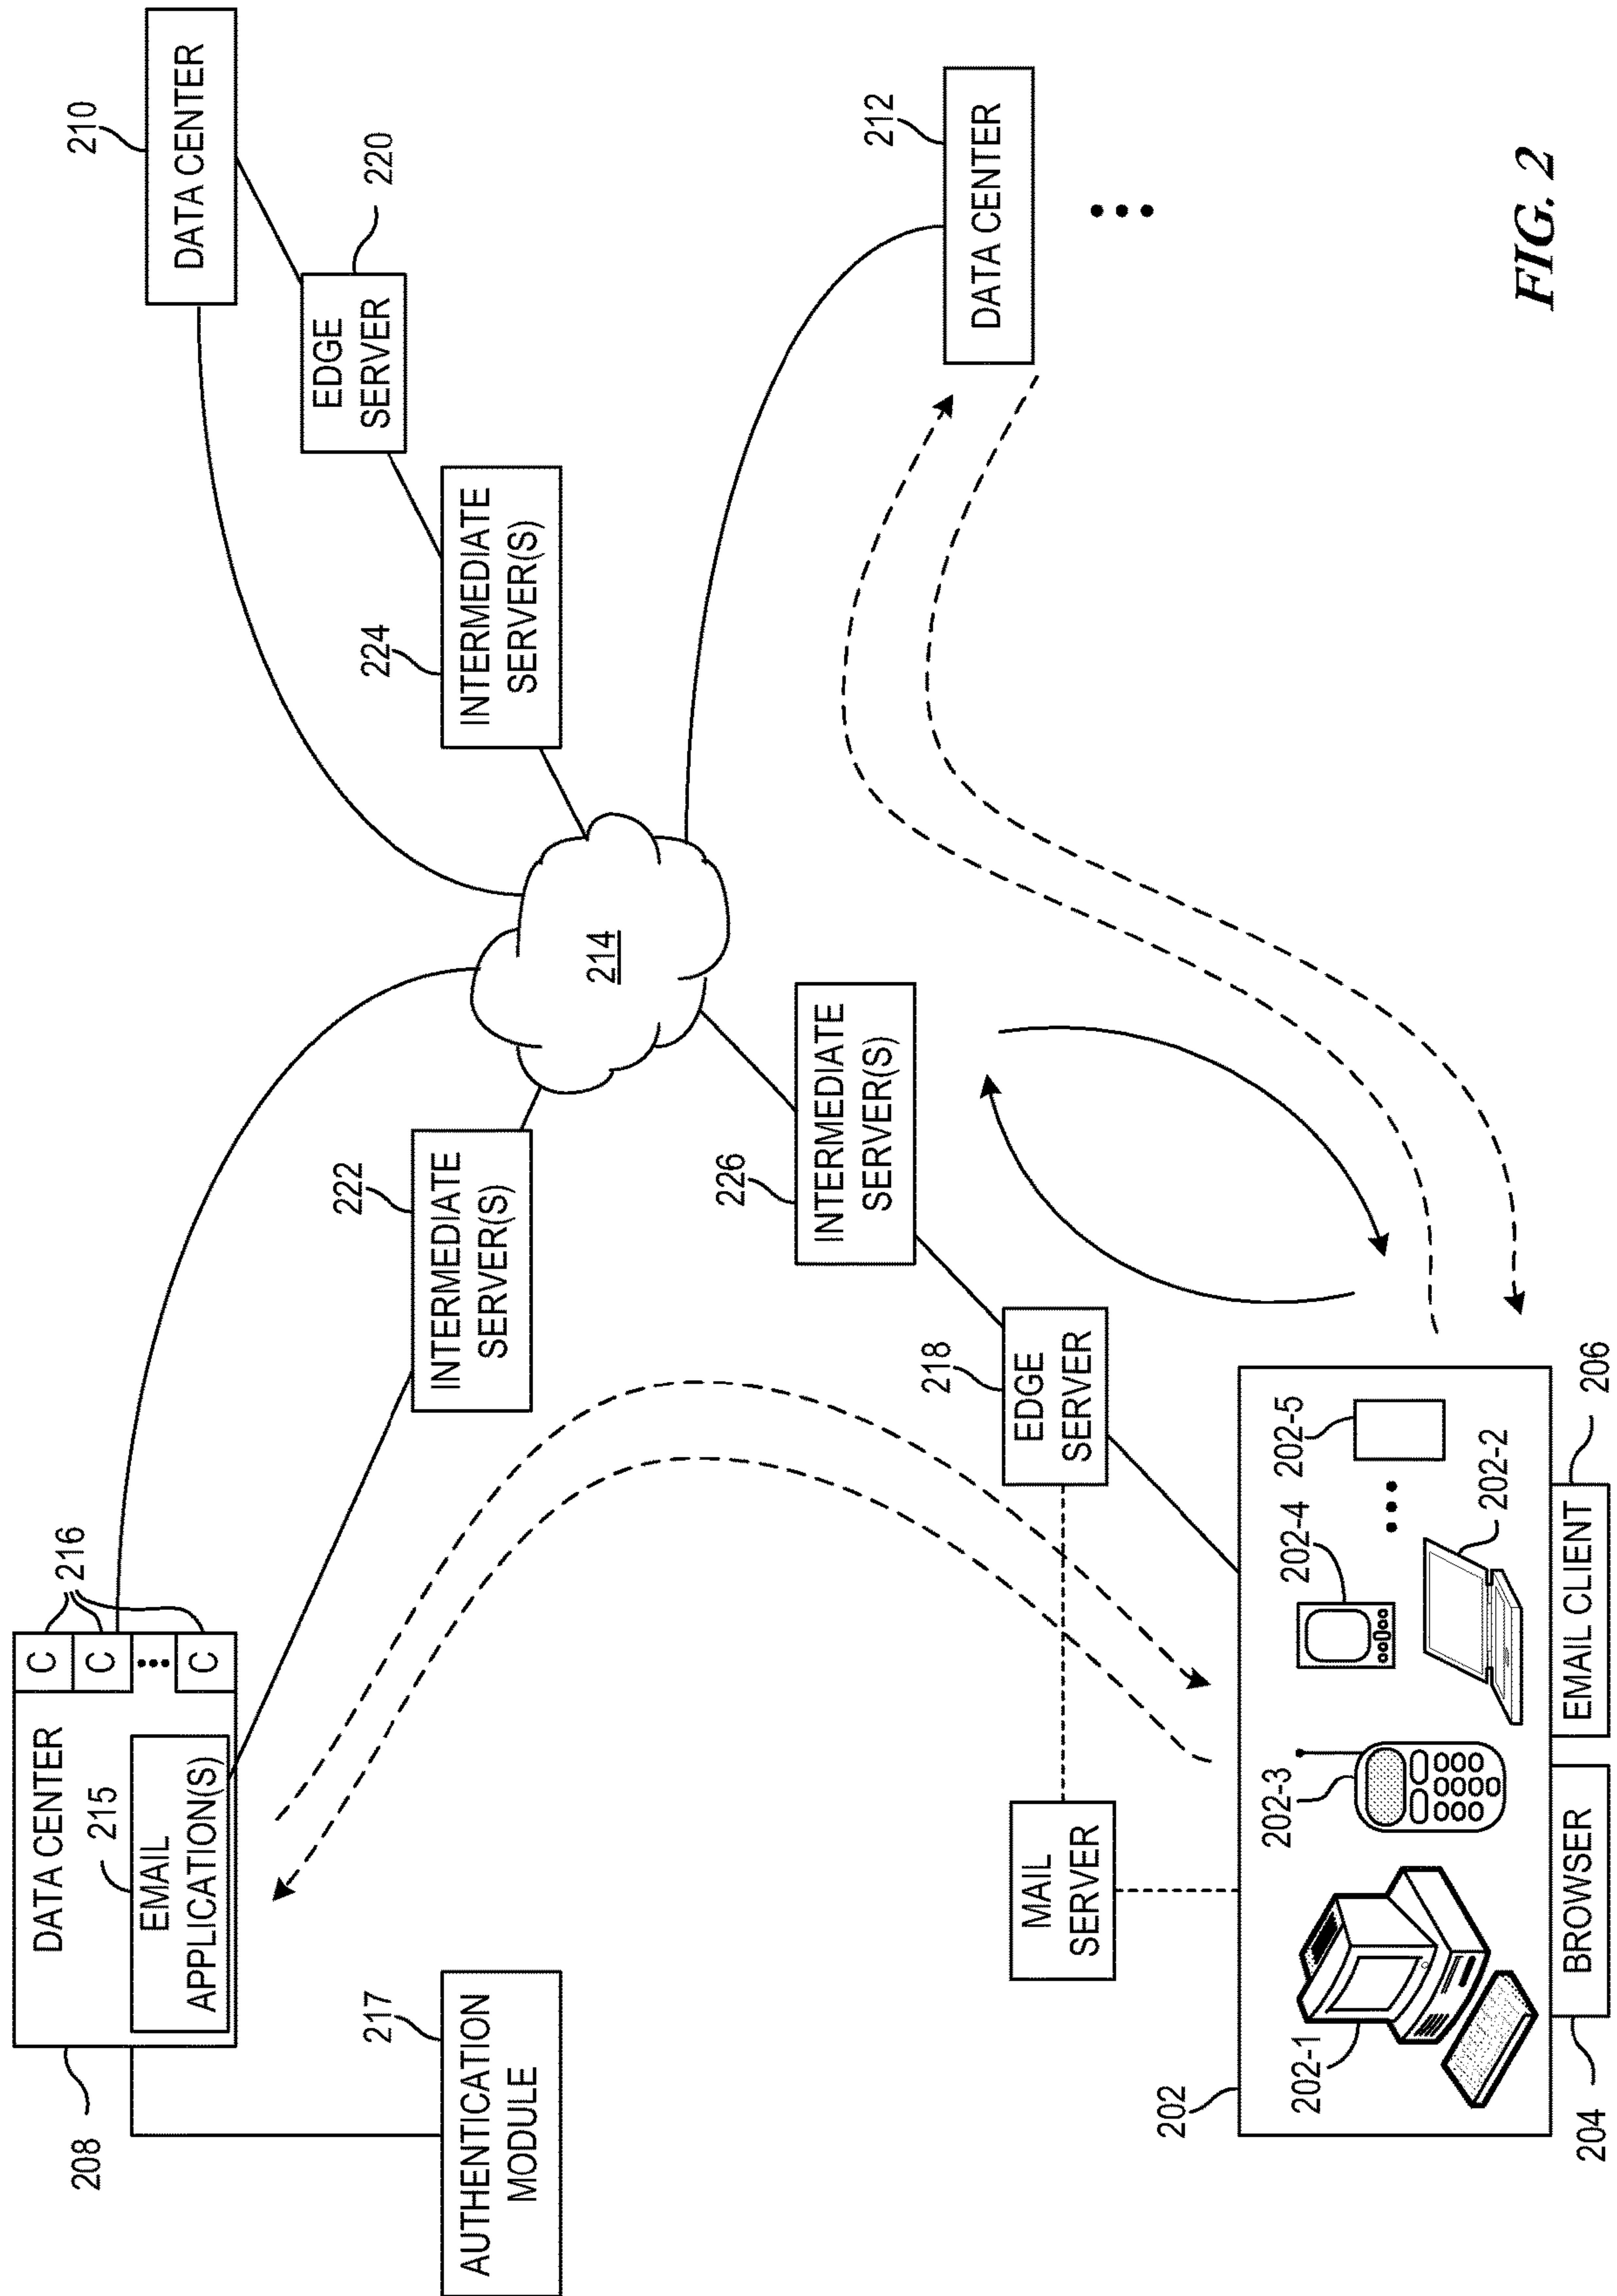 208
DATA CENTER
215
EMAIL
APPLICATION(S)
C
C
C
216
210
DATA CENTER
220
EDGE
SERVER
224
INTERMEDIATE
SERVER(S)
222
INTERMEDIATE
SERVER(S)
217
AUTHENTICATION
MODULE
214
212
DATA CENTER
226
INTERMEDIATE
SERVER(S)
218
EDGE
SERVER
MAIL
SERVER
202
202-1
202-3
202-4
202-5
202-2
204
BROWSER
EMAIL CLIENT
206
FIG. 2